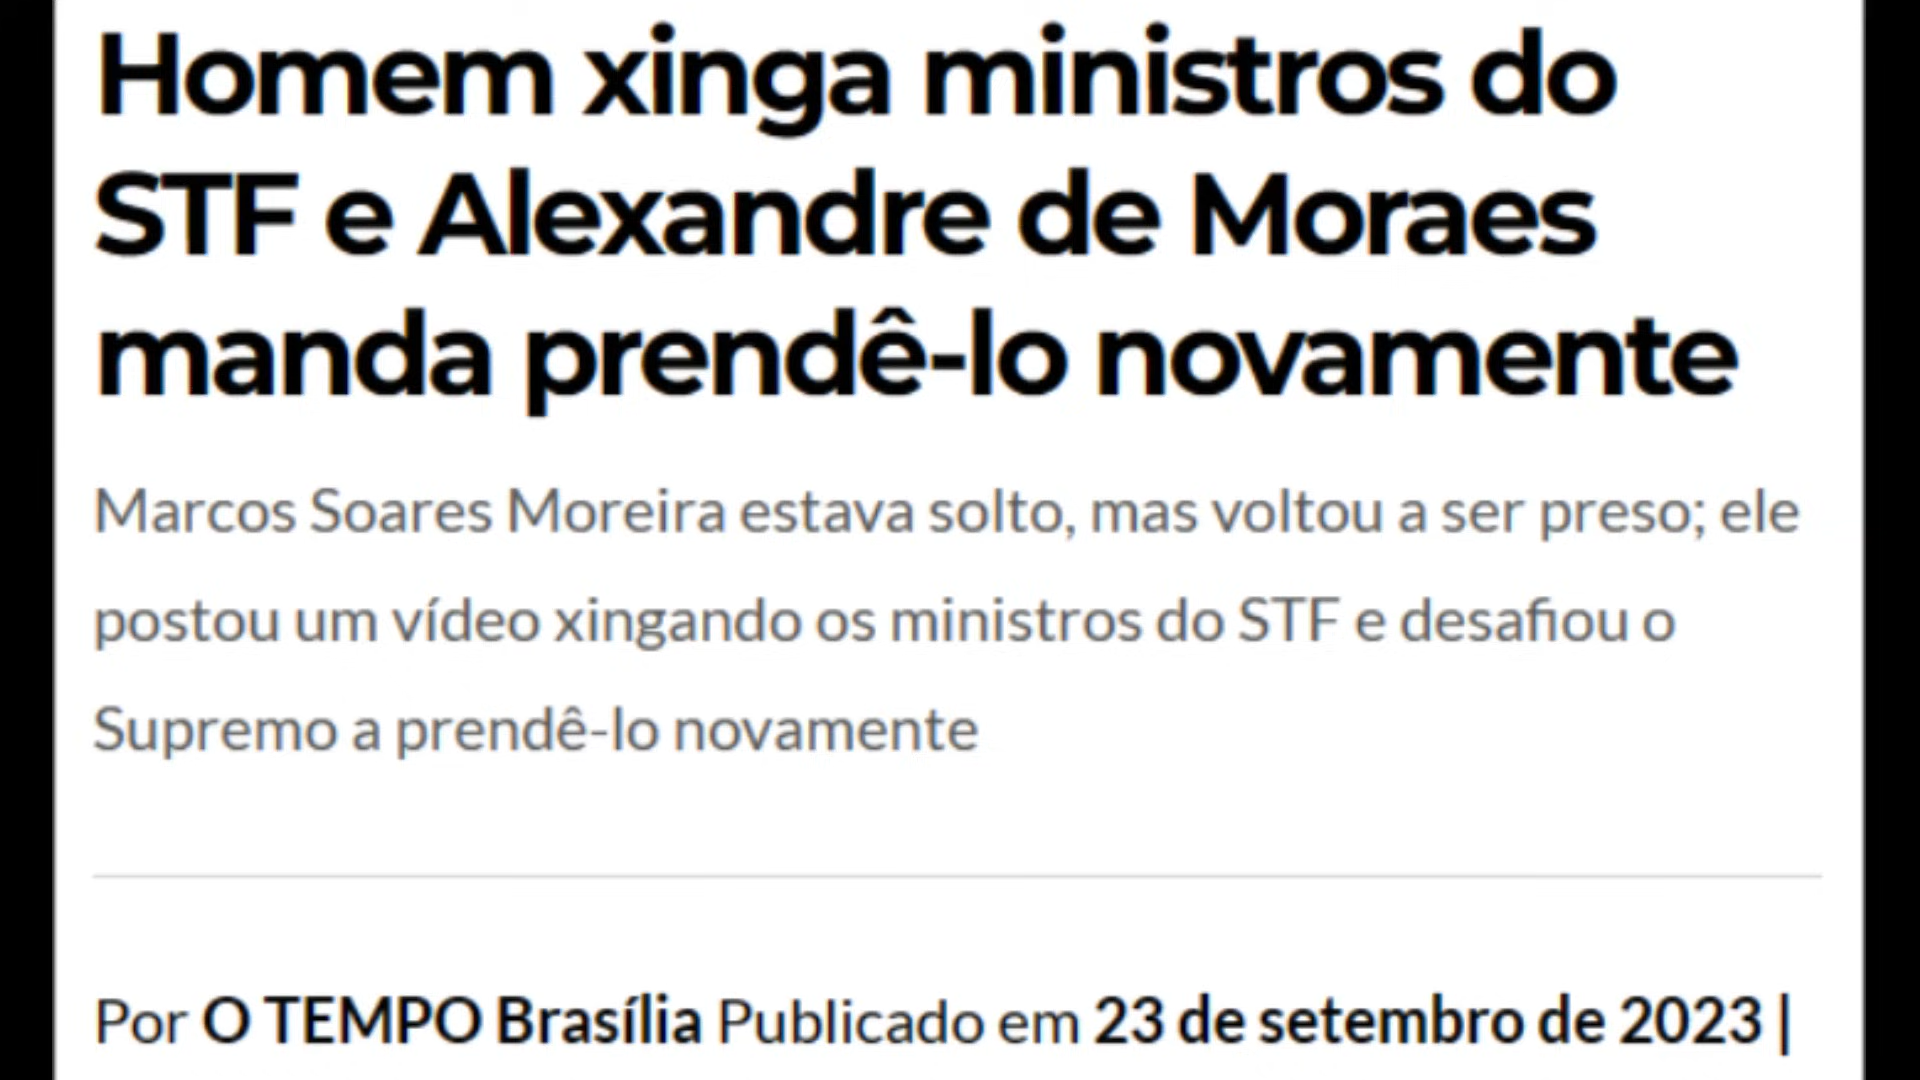 Homem xinga ministros do
STF e Alexandre de Moraes
manda prendê-lo novamente
Marcos Soares Moreira estava solto, mas voltou a ser preso; ele
postou um vídeo xingando os ministros do STF e desafiou o
Supremo a prendê-lo novamente
Por O TEMPO Brasília Publicado em 23 de setembro de 2023 |